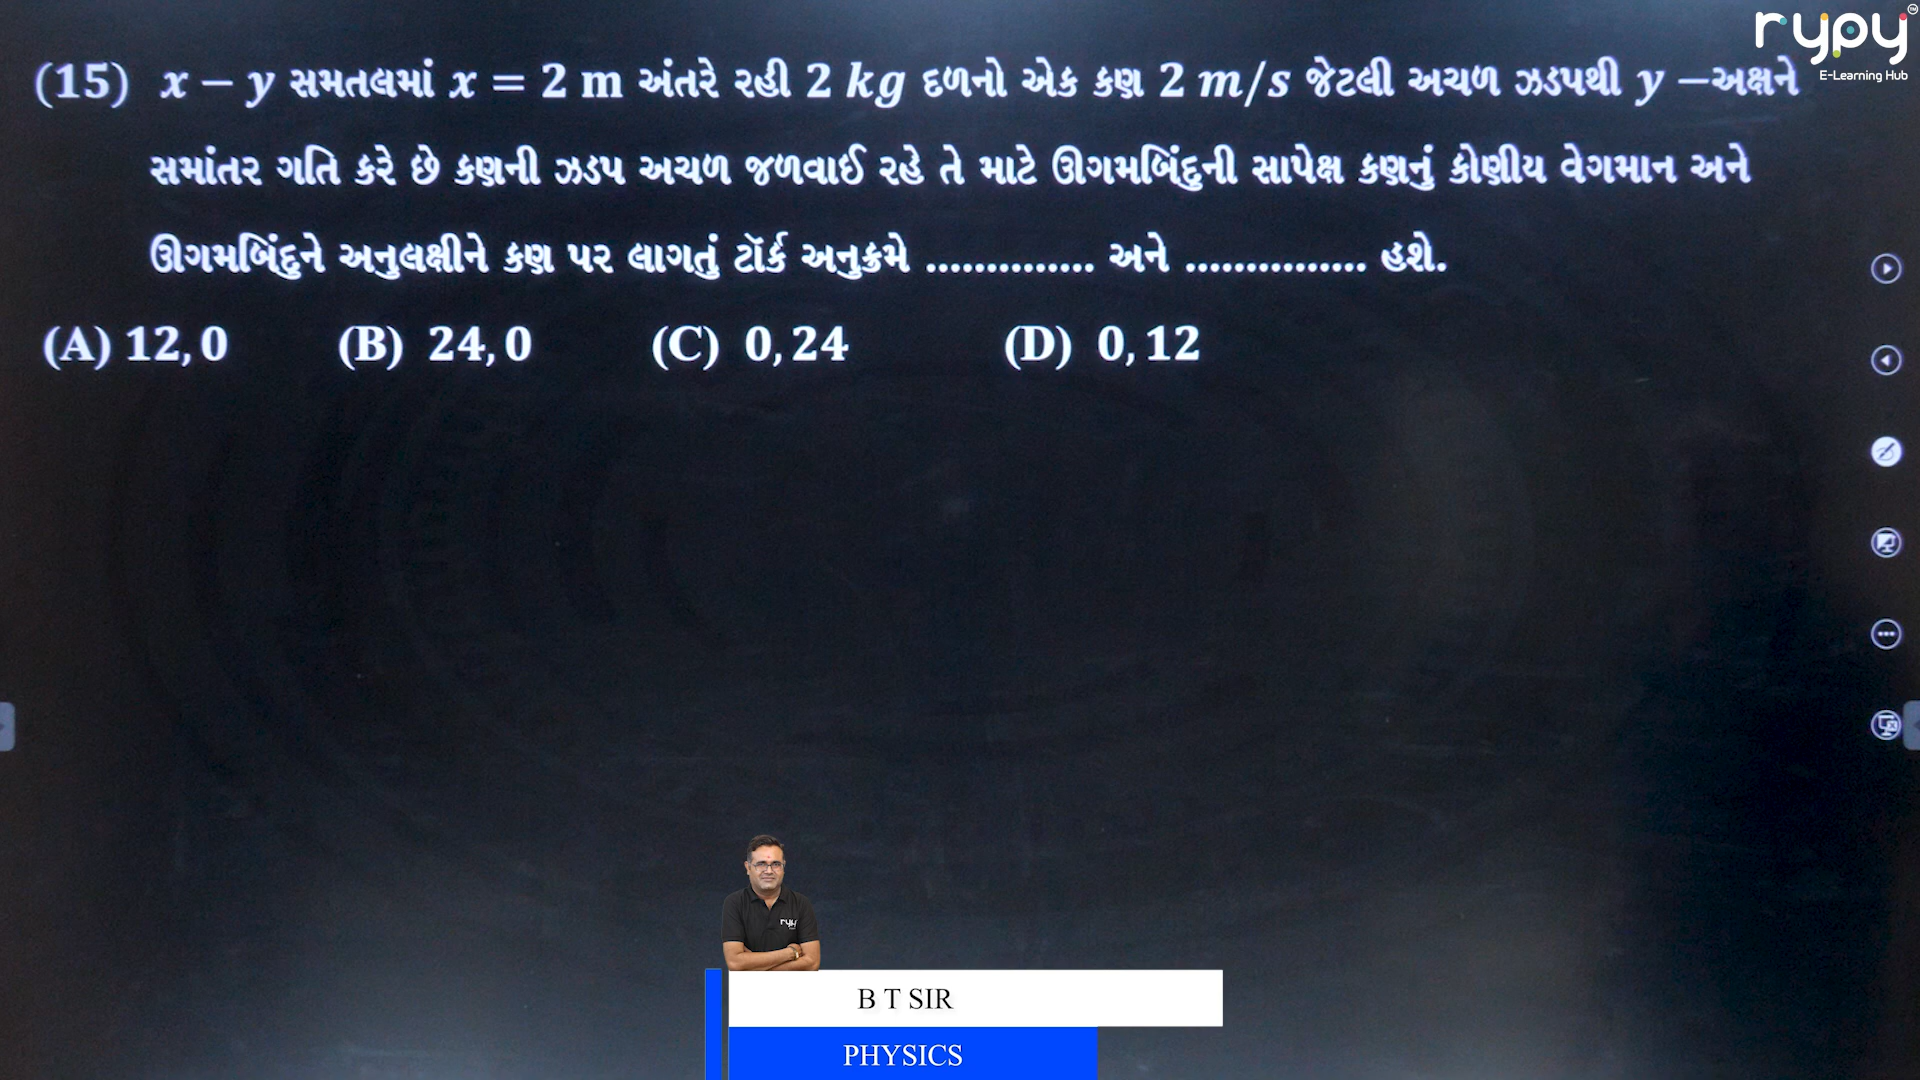 rypy™
E-Learning Hub
(15) x − y સમતલમાં x = 2 m અંતરે રહી 2 kg દળનો એક કણ 2 m/s જેટલી અચળ ઝડપથી y −અક્ષને
સમાંતર ગતિ કરે છે કણની ઝડપ અચળ જળવાઈ રહે તે માટે ઊગમબિંદુની સાપેક્ષ કણનું કોણીય વેગમાન અને
ઊગમબિંદુને અનુલક્ષીને કણ પર લાગતું ટૉર્ક અનુક્રમે .............. અને ............... હશે.
(A) 12, 0 (B) 24, 0 (C) 0, 24 (D) 0, 12
B T SIR
PHYSICS